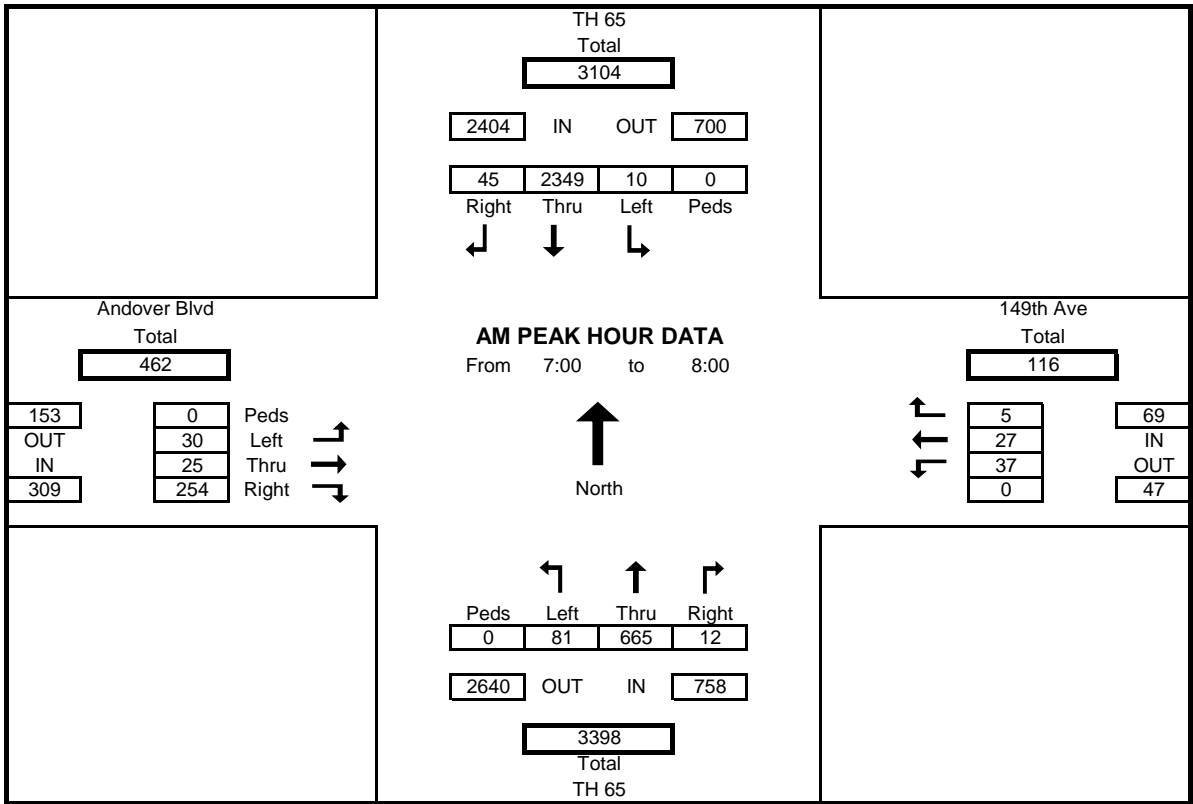 TH 65
Total
3104
2404 IN OUT 700
45 2349 10 0
Right Thru Left Peds
Andover Blvd
Total
462
153 0 Peds
OUT 30 Left
IN 25 Thru
309 254 Right
AM PEAK HOUR DATA
From 7:00 to 8:00
North
149th Ave
Total
116
5 69
27 IN
37 OUT
0 47
Peds Left Thru Right
0 81 665 12
2640 OUT IN 758
3398
Total
TH 65